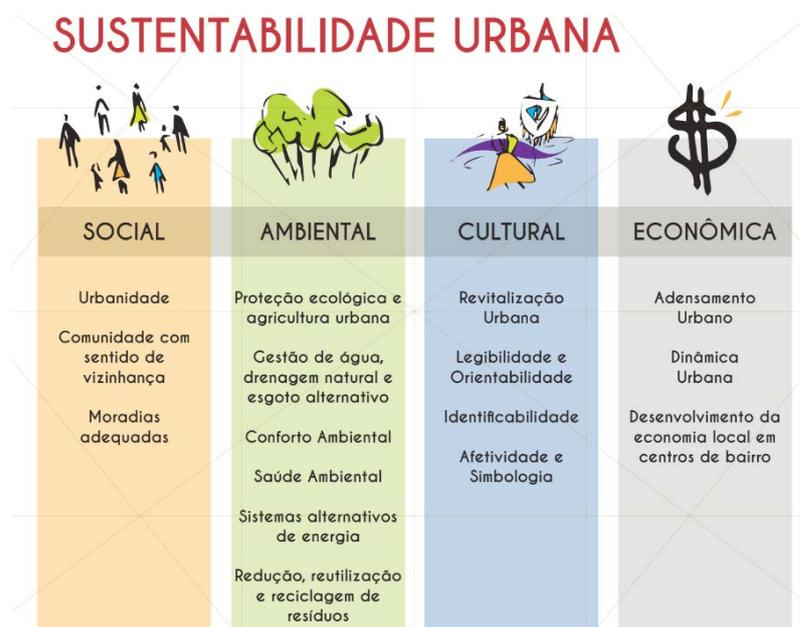 SUSTENTABILIDADE URBANA
SOCIAL
Urbanidade
Comunidade com
sentido de
vizinhança
Moradias
adequadas
AMBIENTAL
Proteção ecológica e
agricultura urbana
Gestão de água,
drenagem natural e
esgoto alternativo
Conforto Ambiental
Saúde Ambiental
Sistemas alternativos
de energia
Redução, reutilização
e reciclagem de
resíduos
CULTURAL
Revitalização
Urbana
Legibilidade e
Orientabilidade
Identificabilidade
Afetividade e
Simbologia
ECONÔMICA
Adensamento
Urbano
Dinâmica
Urbana
Desenvolvimento da
economia local em
centros de bairro